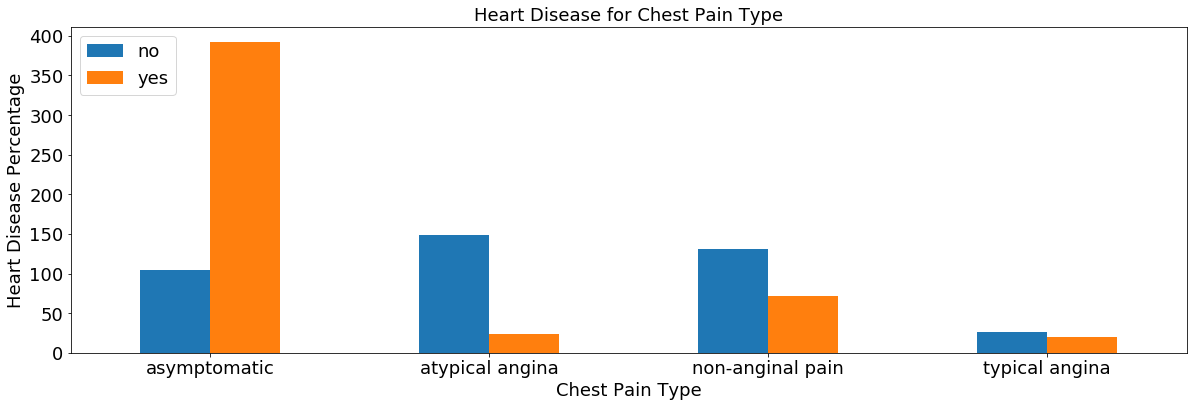 Heart Disease for Chest Pain Type
no
yes
Heart Disease Percentage
400
350
300
250
200
150
100
50
0
asymptomatic atypical angina non-anginal pain typical angina
Chest Pain Type